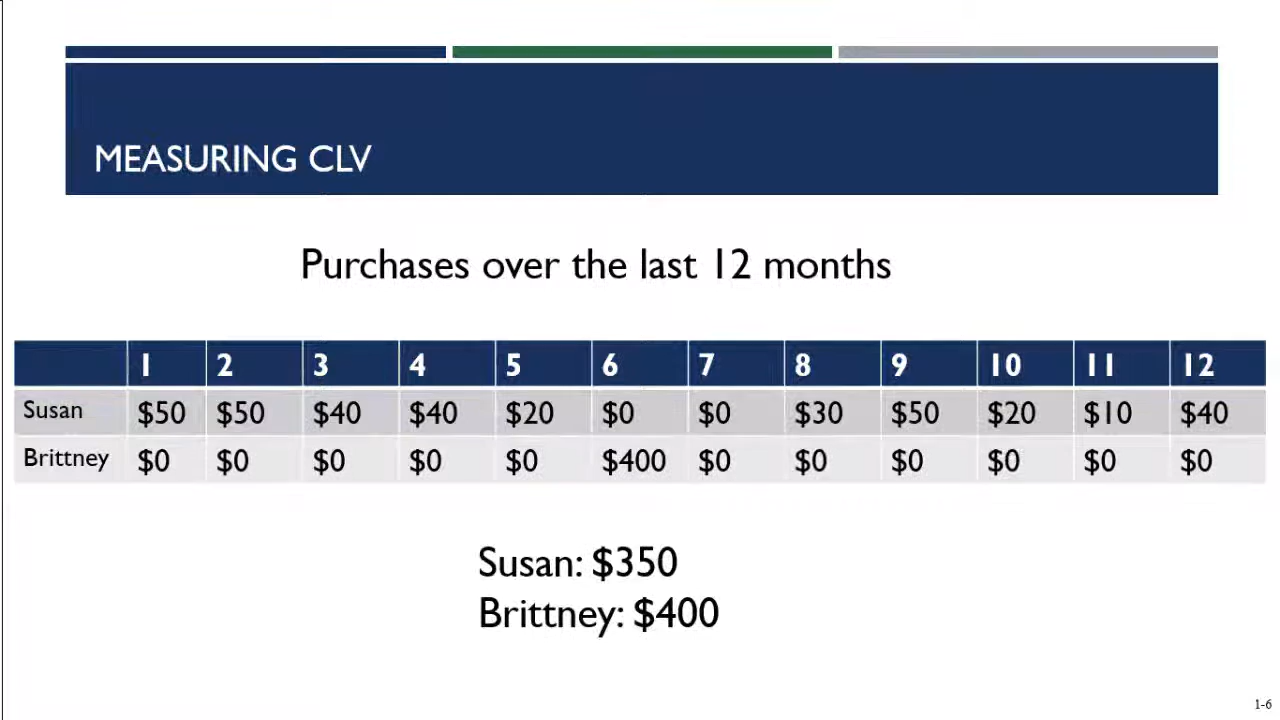 MEASURING CLV
Purchases over the last 12 months
1 2 3 4 5 6 7 8 9 10 11 12
Susan $50 $50 $40 $40 $20 $0 $0 $30 $50 $20 $10 $40
Brittney $0 $0 $0 $0 $0 $400 $0 $0 $0 $0 $0 $0
Susan: $350
Brittney: $400
1-6